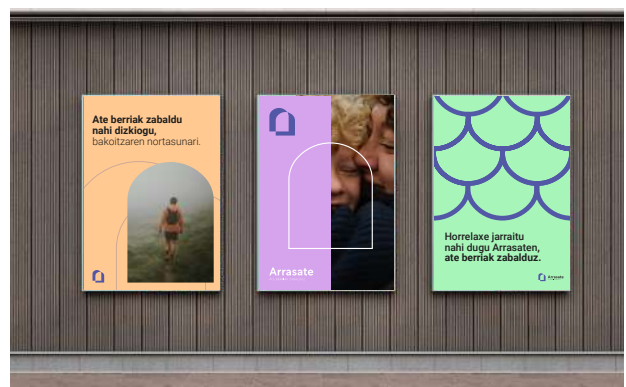 Ate berriak zabaldu
nahi dizkiogu,
bakoitzaren nortasunari.
Arrasate
Horrelaxe jarraitu
nahi dugu Arrasaten,
ate berriak zabalduz.
Arrasate